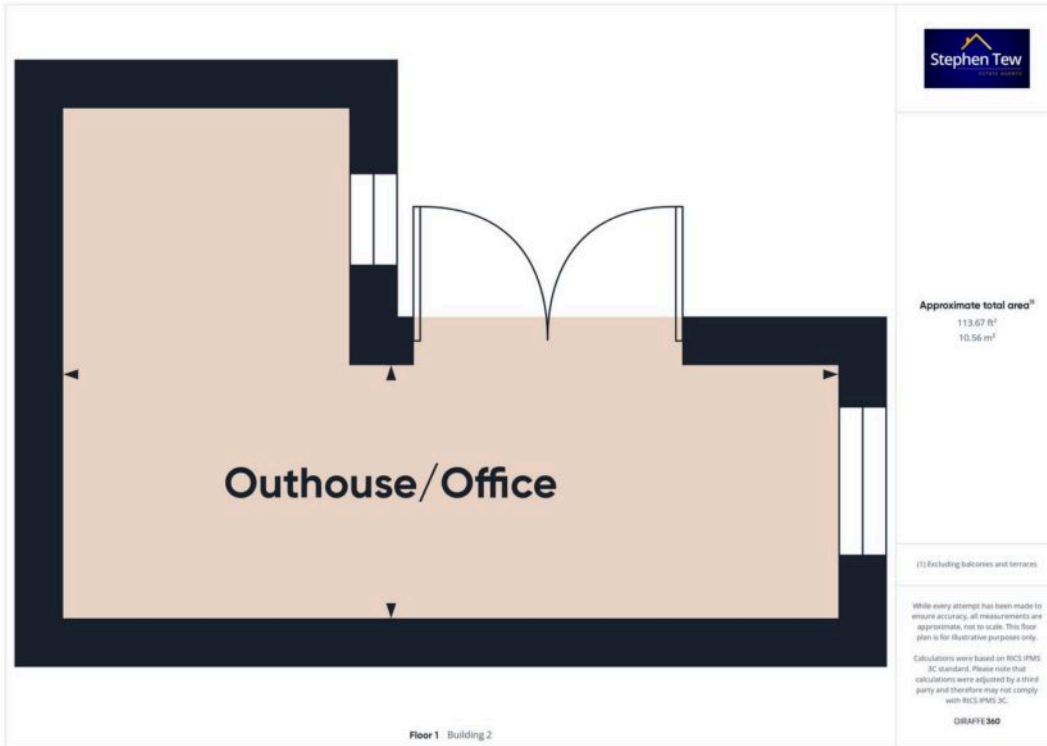 Stephen Tew
ESTATE AGENTS
Approximate total area⁽¹⁾
113.67 ft²
10.56 m²
Outhouse/Office
(1) Excluding balconies and terraces
While every attempt has been made to
ensure accuracy, all measurements are
approximate, not to scale. This floor
plan is for illustrative purposes only.
Calculations were based on RICS IPMS
3C standard. Please note that
calculations were adjusted by a third
party and therefore may not comply
with RICS IPMS 3C.
GIRAFFE360
Floor 1 Building 2